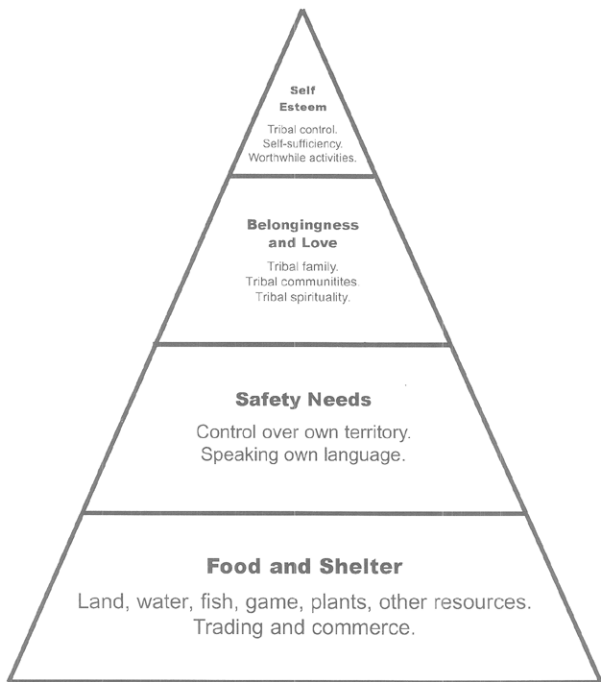 Self
Esteem
Tribal control.
Self-sufficiency.
Worthwhile activities.
Belongingness
and Love
Tribal family.
Tribal communitites.
Tribal spirituality.
Safety Needs
Control over own territory.
Speaking own language.
Food and Shelter
Land, water, fish, game, plants, other resources.
Trading and commerce.